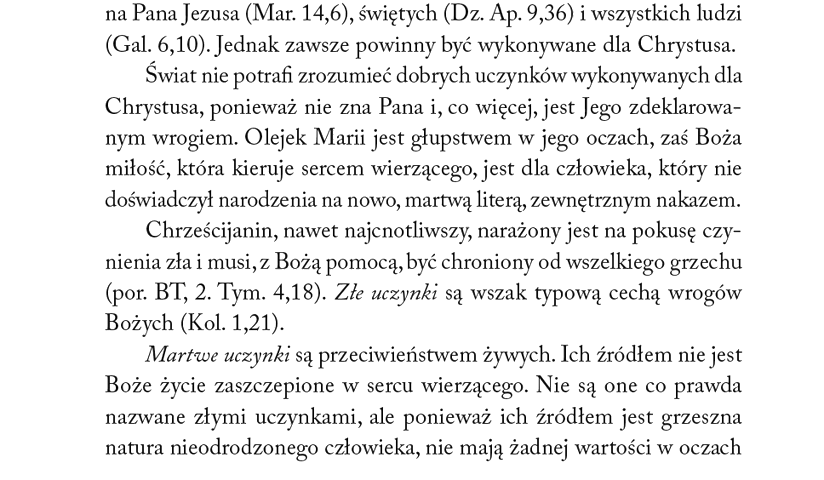 na Pana Jezusa (Mar. 14,6), świętych (Dz. Ap. 9,36) i wszystkich ludzi
(Gal. 6,10). Jednak zawsze powinny być wykonywane dla Chrystusa.
Świat nie potrafi zrozumieć dobrych uczynków wykonywanych dla
Chrystusa, ponieważ nie zna Pana i, co więcej, jest Jego zdeklarowa-
nym wrogiem. Olejek Marii jest głupstwem w jego oczach, zaś Boża
miłość, która kieruje sercem wierzącego, jest dla człowieka, który nie
doświadczył narodzenia na nowo, martwą literą, zewnętrznym nakazem.
Chrześcijanin, nawet najcnotliwszy, narażony jest na pokusę czy-
nienia zła i musi, z Bożą pomocą, być chroniony od wszelkiego grzechu
(por. BT, 2. Tym. 4,18). Złe uczynki są wszak typową cechą wrogów
Bożych (Kol. 1,21).
Martwe uczynki są przeciwieństwem żywych. Ich źródłem nie jest
Boże życie zaszczepione w sercu wierzącego. Nie są one co prawda
nazwane złymi uczynkami, ale ponieważ ich źródłem jest grzeszna
natura nieodrodzonego człowieka, nie mają żadnej wartości w oczach